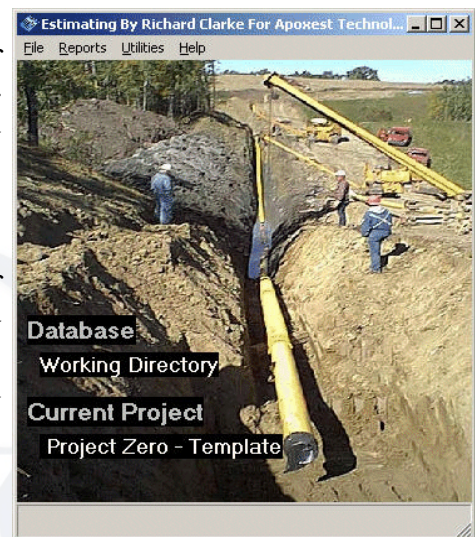 Estimating By Richard Clarke For Apoxest Technol...
File Reports Utilities Help
Database
Working Directory
Current Project
Project Zero - Template